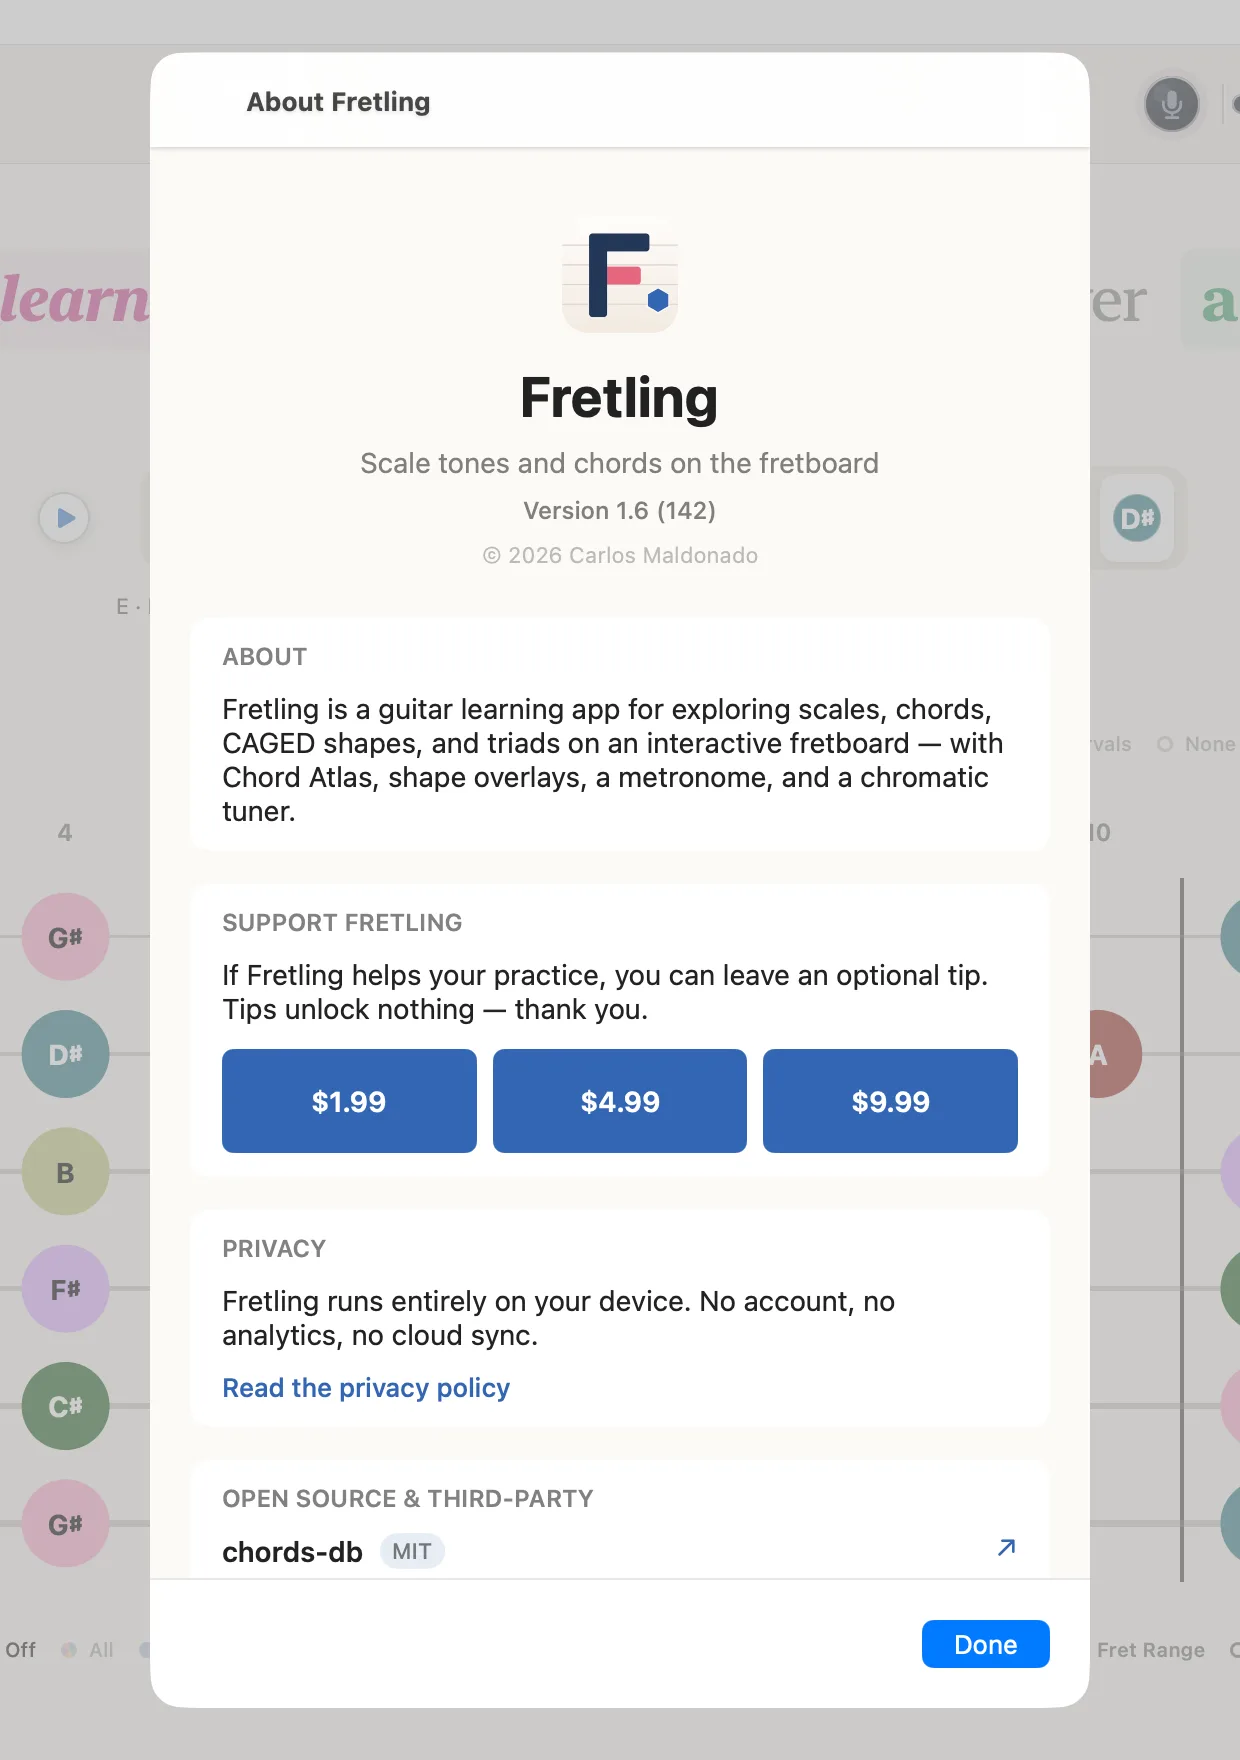 About Fretling
learn
er
a
Fretling
Scale tones and chords on the fretboard
Version 1.6 (142)
© 2026 Carlos Maldonado
D#
E ·
ABOUT
Fretling is a guitar learning app for exploring scales, chords,
CAGED shapes, and triads on an interactive fretboard — with
Chord Atlas, shape overlays, a metronome, and a chromatic
tuner.
vals None
4
10
SUPPORT FRETLING
If Fretling helps your practice, you can leave an optional tip.
Tips unlock nothing — thank you.
$1.99 $4.99 $9.99
G#
D#
A
B
F#
C#
G#
PRIVACY
Fretling runs entirely on your device. No account, no
analytics, no cloud sync.
Read the privacy policy
OPEN SOURCE & THIRD-PARTY
chords-db MIT
Off All
Fret Range
Done